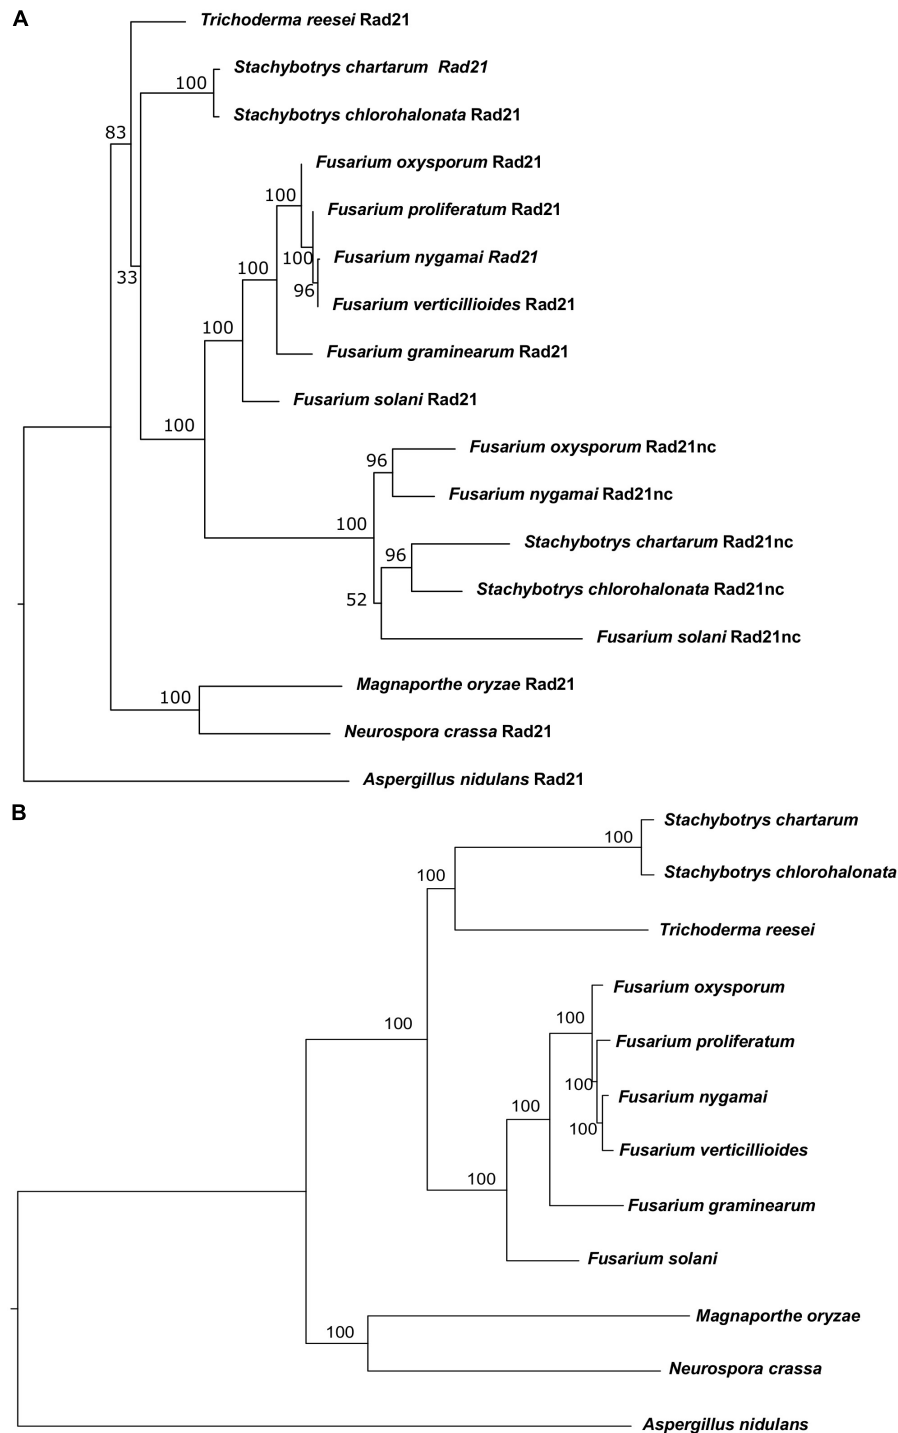 A
Trichoderma reesei Rad21
Stachybotrys chartarum Rad21
100
Stachybotrys chlorohalonata Rad21
83
Fusarium oxysporum Rad21
100
Fusarium proliferatum Rad21
100
Fusarium nygamai Rad21
100
33
96
Fusarium verticillioides Rad21
100
Fusarium graminearum Rad21
Fusarium solani Rad21
100
Fusarium oxysporum Rad21nc
96
Fusarium nygamai Rad21nc
100
Stachybotrys chartarum Rad21nc
96
Stachybotrys chlorohalonata Rad21nc
52
Fusarium solani Rad21nc
Magnaporthe oryzae Rad21
100
Neurospora crassa Rad21
Aspergillus nidulans Rad21
B
Stachybotrys chartarum
100
Stachybotrys chlorohalonata
100
Trichoderma reesei
Fusarium oxysporum
100
100
Fusarium proliferatum
100
Fusarium nygamai
100
100
Fusarium verticillioides
100
Fusarium graminearum
Fusarium solani
Magnaporthe oryzae
100
Neurospora crassa
Aspergillus nidulans